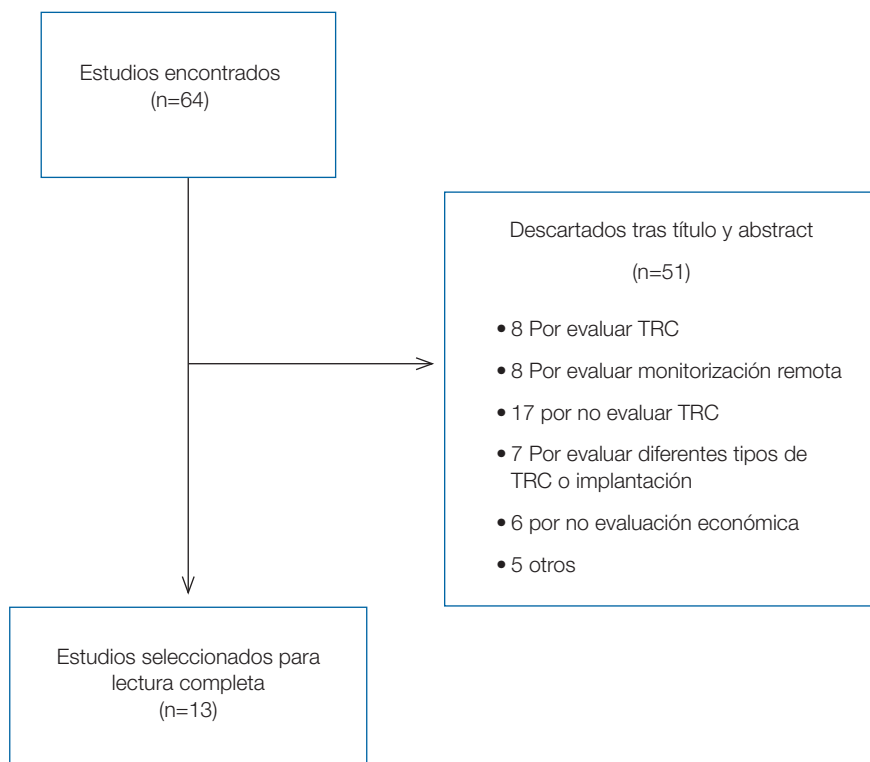 Estudios encontrados
(n=64)
Descartados tras título y abstract
(n=51)
• 8 Por evaluar TRC
• 8 Por evaluar monitorización remota
• 17 por no evaluar TRC
• 7 Por evaluar diferentes tipos de
TRC o implantación
• 6 por no evaluación económica
• 5 otros
Estudios seleccionados para
lectura completa
(n=13)